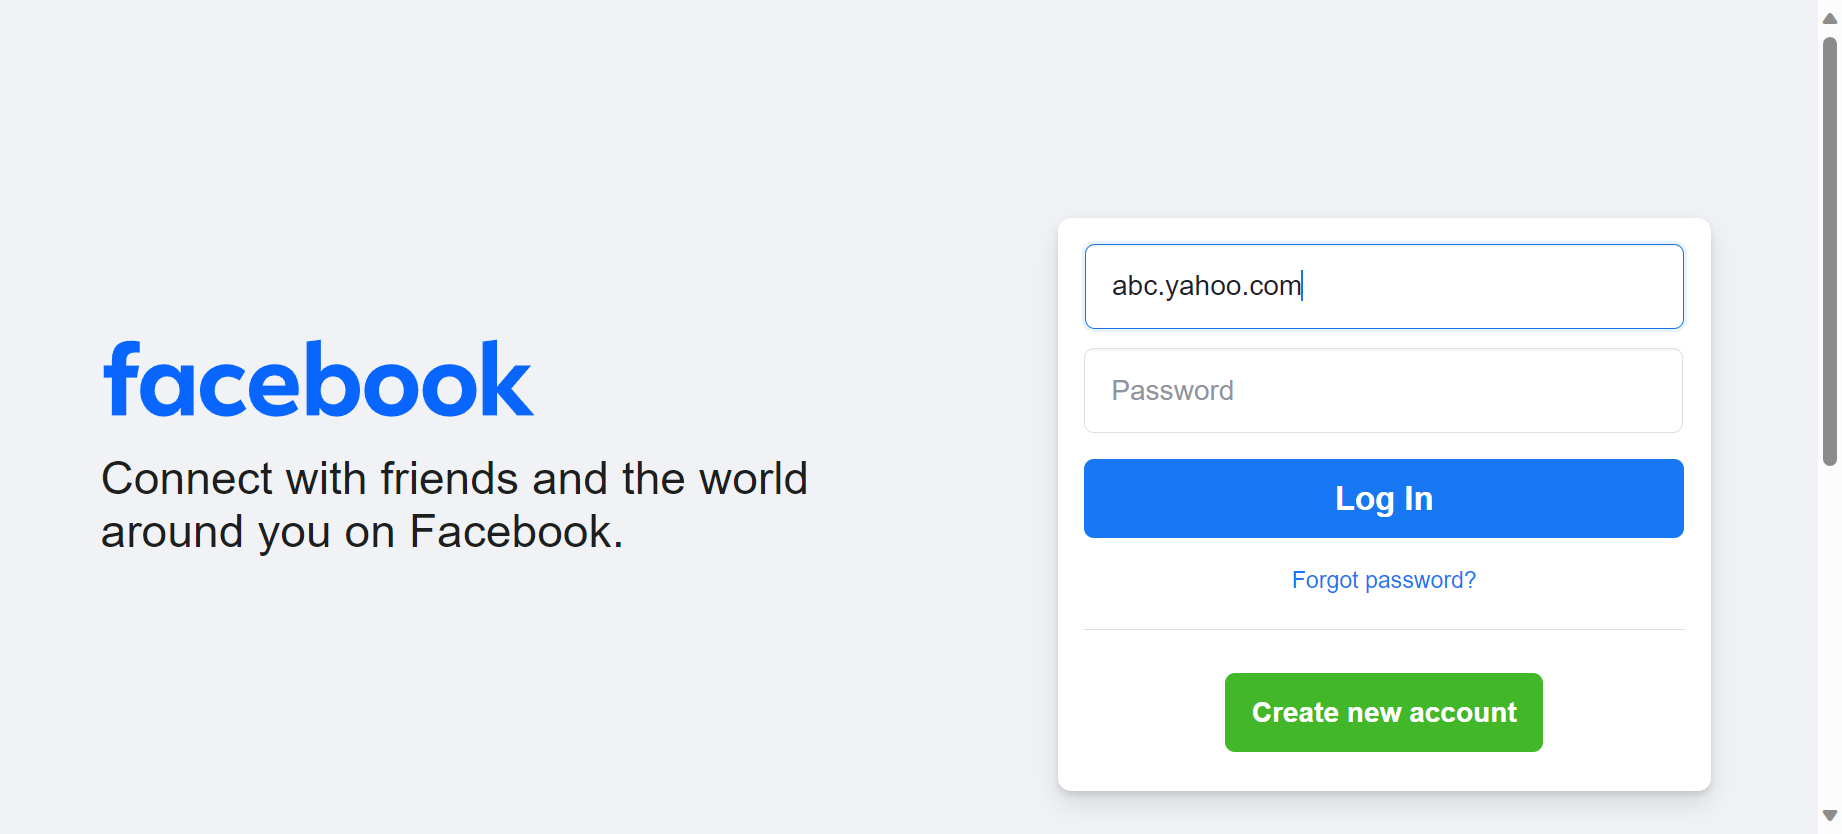 facebook
Connect with friends and the world
around you on Facebook.
abc.yahoo.com
Password
Log In
Forgot password?
Create new account